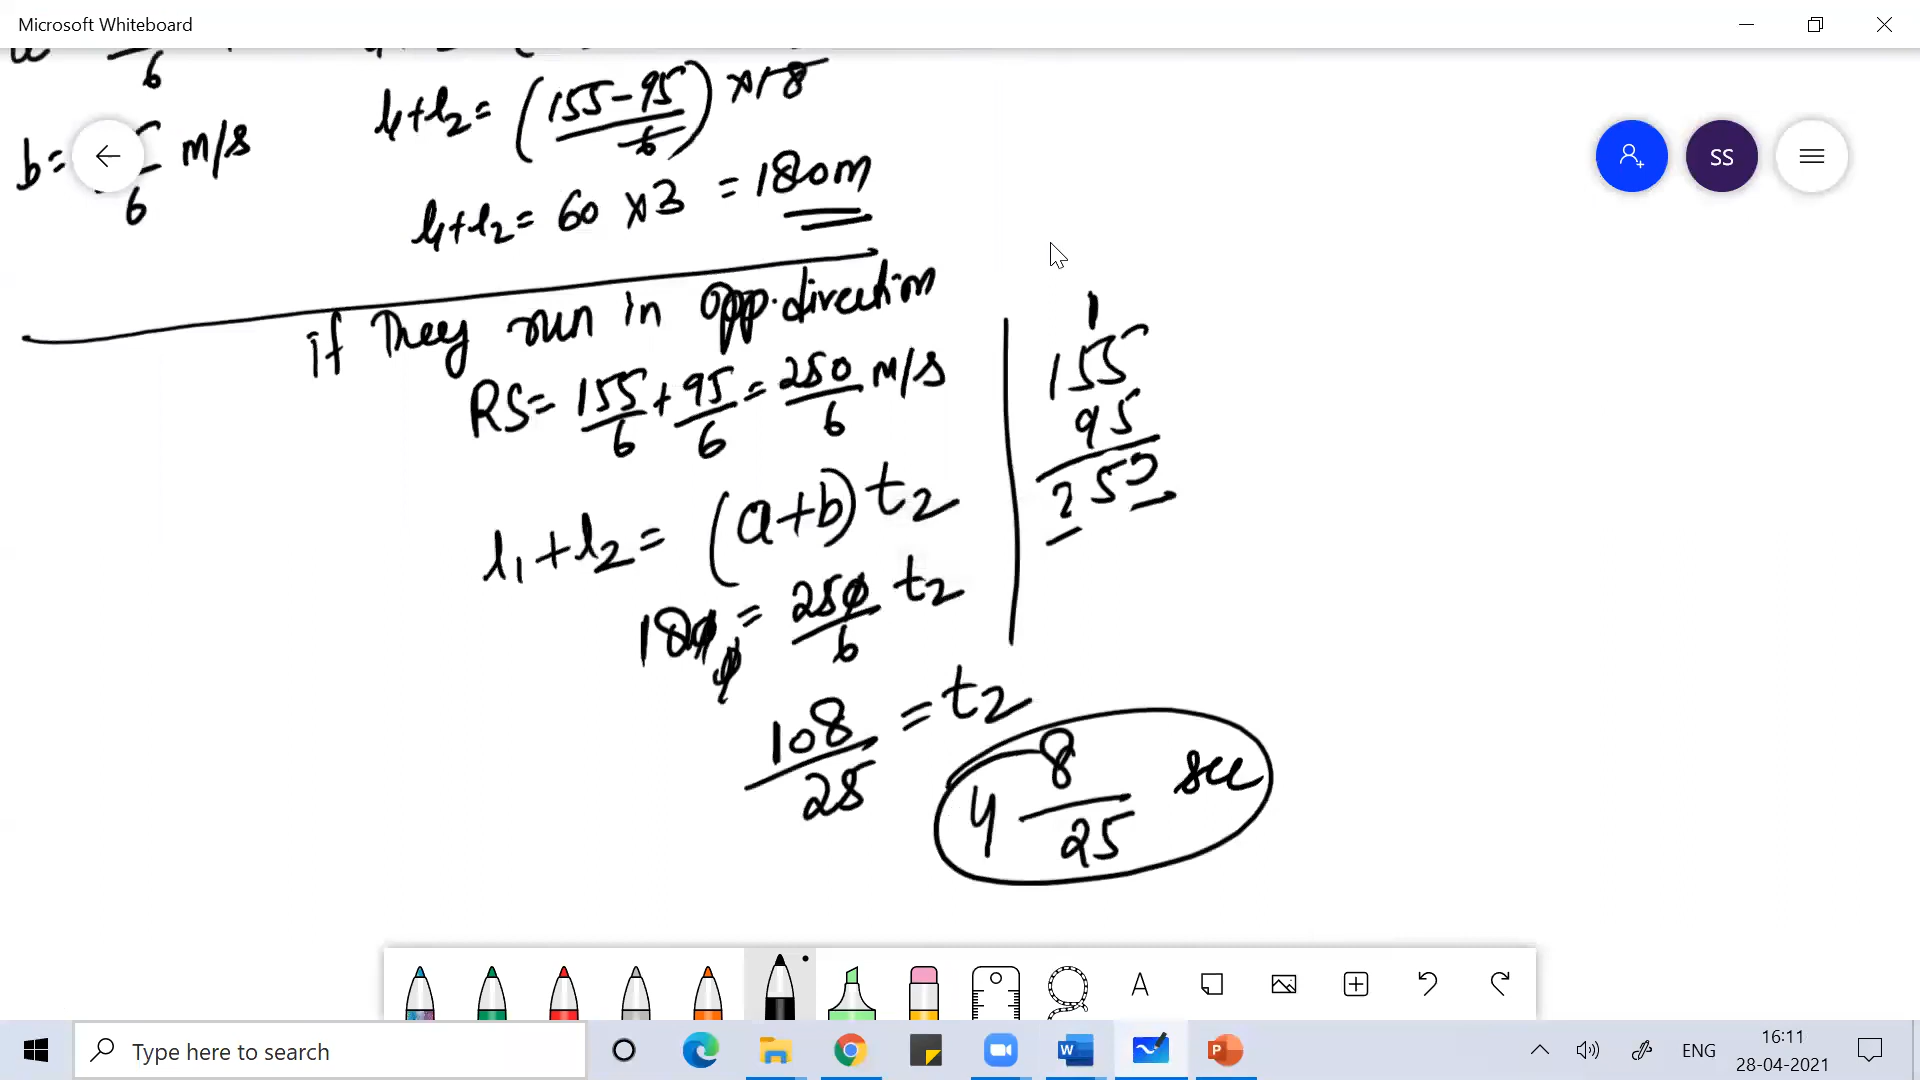 Microsoft Whiteboard
6
l1+l2= (155-95/6) ×18
b= 6 m/s
l1+l2= 60 ×3 = 180m
if They run in opp. direction
RS= 155/6 + 95/6 = 250/6 m/s
l1+l2= (a+b) t2
180 = 250/6 t2
108/25 = t2
4 8/25 sec
1
155
95
250
SS
Type here to search
ENG
16:11
28-04-2021